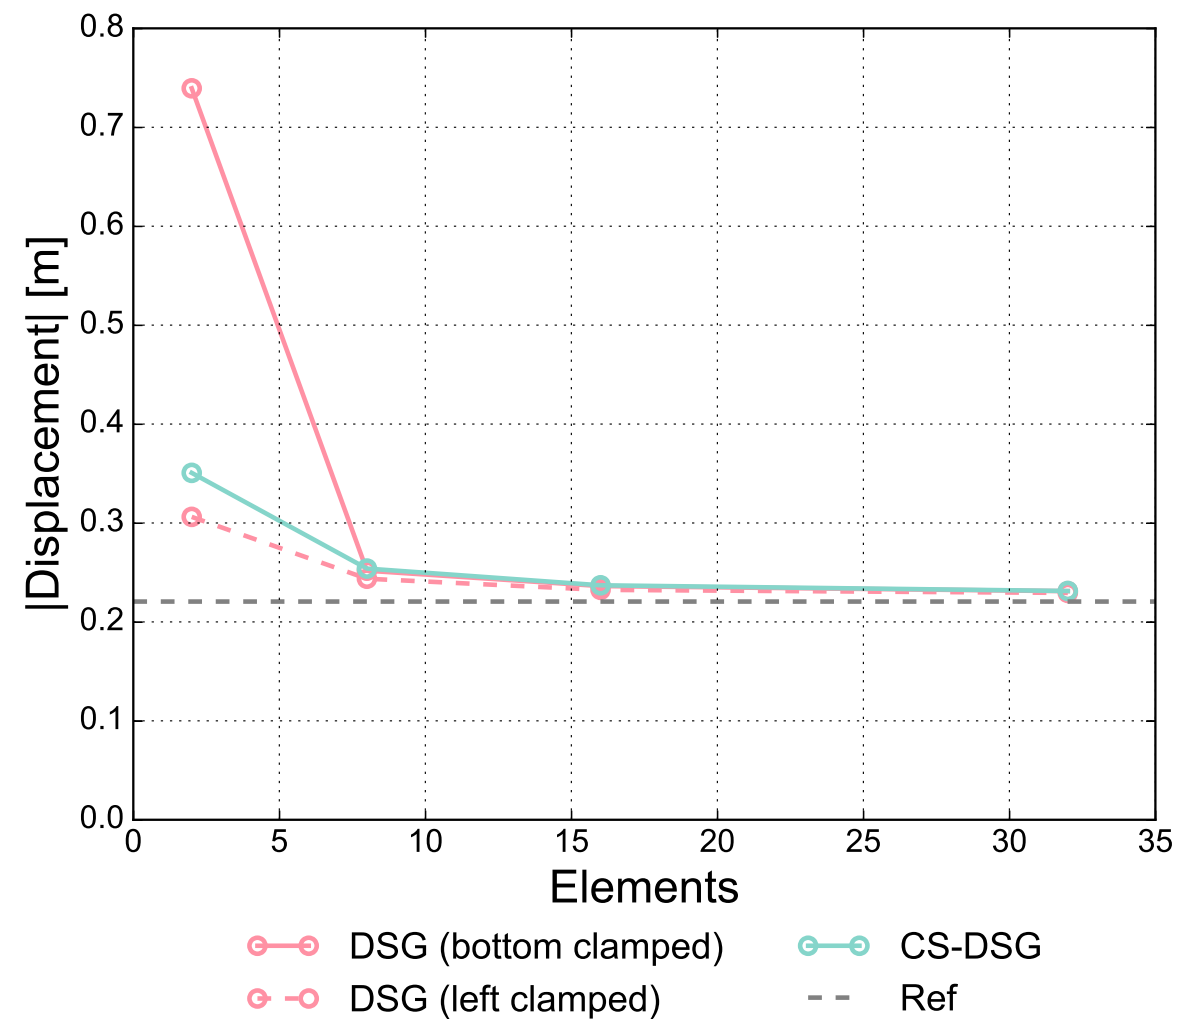 0.8
0.7
0.6
0.5
0.4
0.3
0.2
0.1
0.0
|Displacement| [m]
0 5 10 15 20 25 30 35
Elements
DSG (bottom clamped)
CS-DSG
DSG (left clamped)
Ref